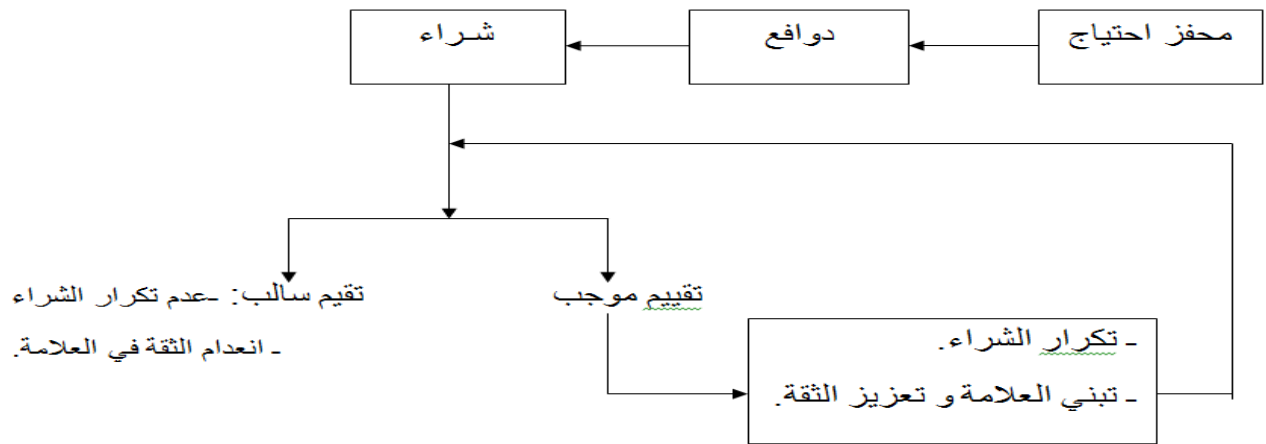 محفز احتياج
دوافع
شـراء
تقييم موجب
تقيم سالب: -عدم تكرار الشراء
- انعدام الثقة في العلامة.
- تكرار الشراء.
- تبني العلامة و تعزيز الثقة.